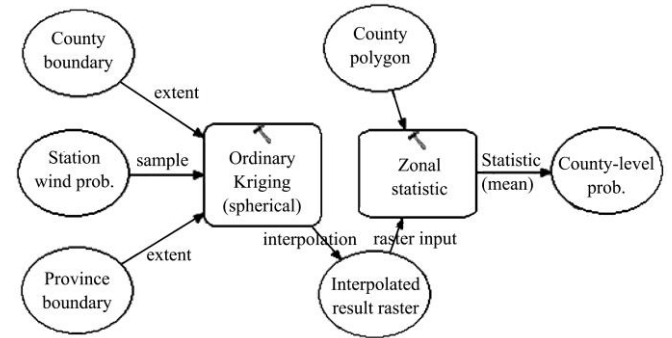 County
boundary
extent
Station
wind prob.
sample
Province
boundary
extent
Ordinary
Kriging
(spherical)
interpolation
Interpolated
result raster
raster input
County
polygon
Zonal
statistic
Statistic
(mean)
County-level
prob.